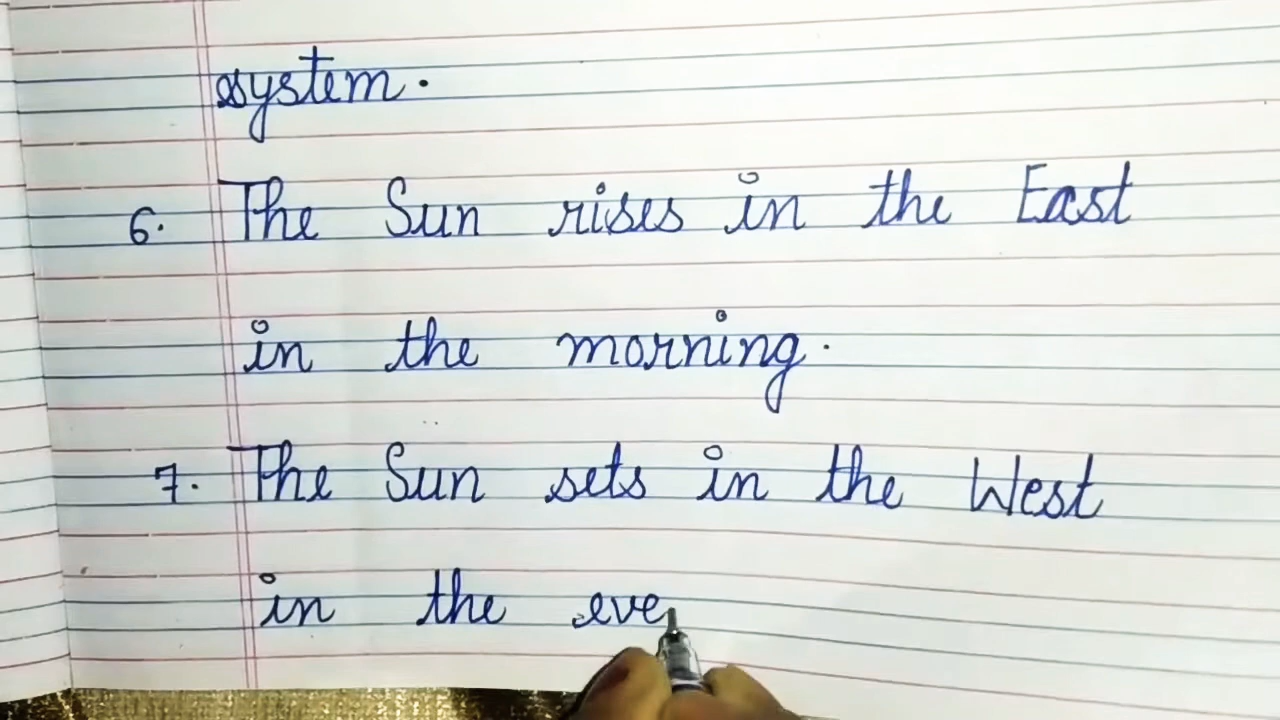 system.
6. The Sun rises in the East
in the morning.
7. The Sun sets in the West
in the eve